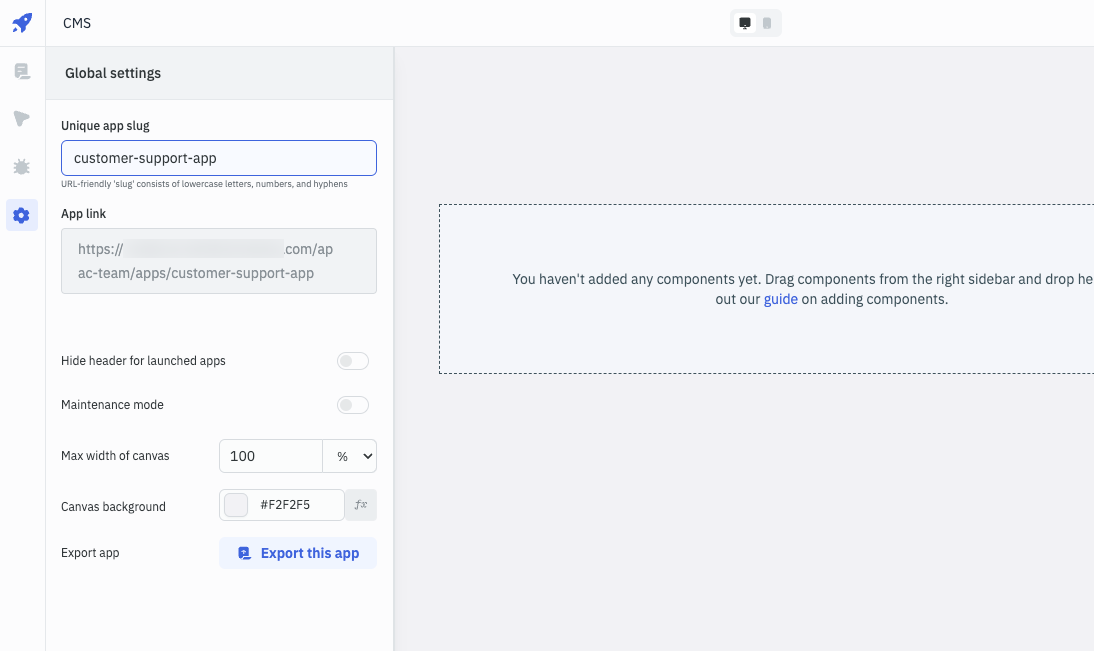 CMS
Global settings
Unique app slug
customer-support-app
URL-friendly 'slug' consists of lowercase letters, numbers, and hyphens
App link
https:// .com/ap
ac-team/apps/customer-support-app
Hide header for launched apps
Maintenance mode
Max width of canvas 100 %
Canvas background #F2F2F5 fx
Export app Export this app
You haven't added any components yet. Drag components from the right sidebar and drop he
out our guide on adding components.